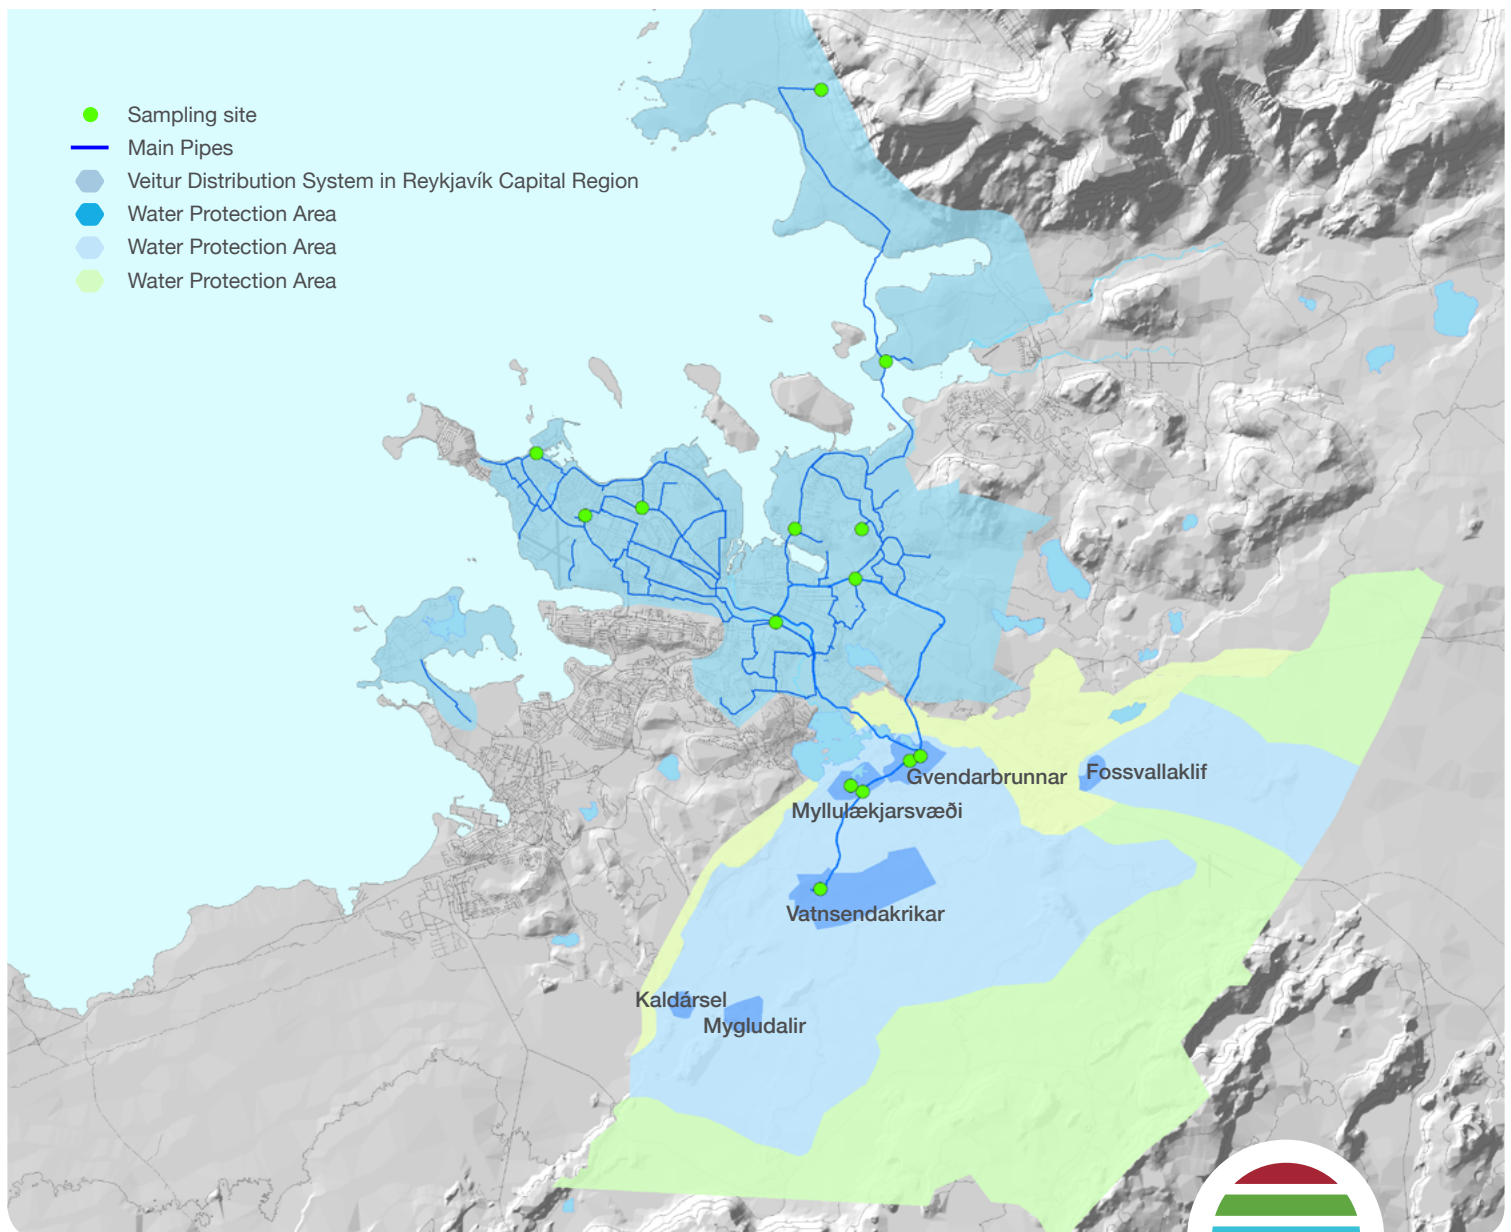 Sampling site
Main Pipes
Veitur Distribution System in Reykjavík Capital Region
Water Protection Area
Water Protection Area
Water Protection Area
Gvendarbrunnar
Fossvallaklif
Myllulækjarsvæði
Vatnsendakrikar
Kaldársel
Mygludalir